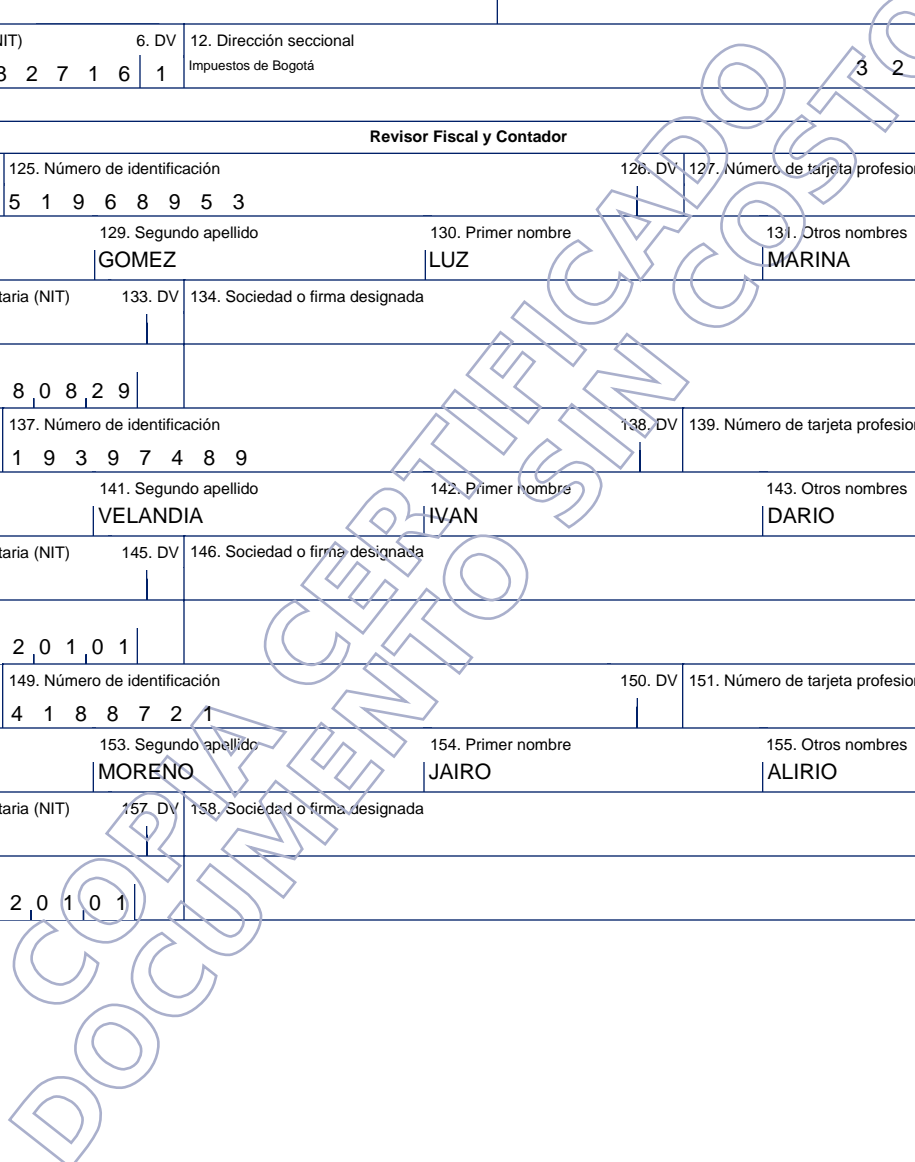 NIT) 6. DV 12. Dirección seccional
3 2 7 1 6 1 Impuestos de Bogotá 3 2
Revisor Fiscal y Contador
125. Número de identificación 126. DV 127. Número de tarjeta profesion
5 1 9 6 8 9 5 3
129. Segundo apellido 130. Primer nombre 131. Otros nombres
GOMEZ LUZ MARINA
taria (NIT) 133. DV 134. Sociedad o firma designada
8 0 8 2 9
137. Número de identificación 138. DV 139. Número de tarjeta profesion
1 9 3 9 7 4 8 9
141. Segundo apellido 142. Primer nombre 143. Otros nombres
VELANDIA IVAN DARIO
taria (NIT) 145. DV 146. Sociedad o firma designada
2 0 1 0 1
149. Número de identificación 150. DV 151. Número de tarjeta profesion
4 1 8 8 7 2 1
153. Segundo apellido 154. Primer nombre 155. Otros nombres
MORENO JAIRO ALIRIO
taria (NIT) 157. DV 158. Sociedad o firma designada
2 0 1 0 1
COPIA CERTIFICADO
DOCUMENTO SIN COSTO